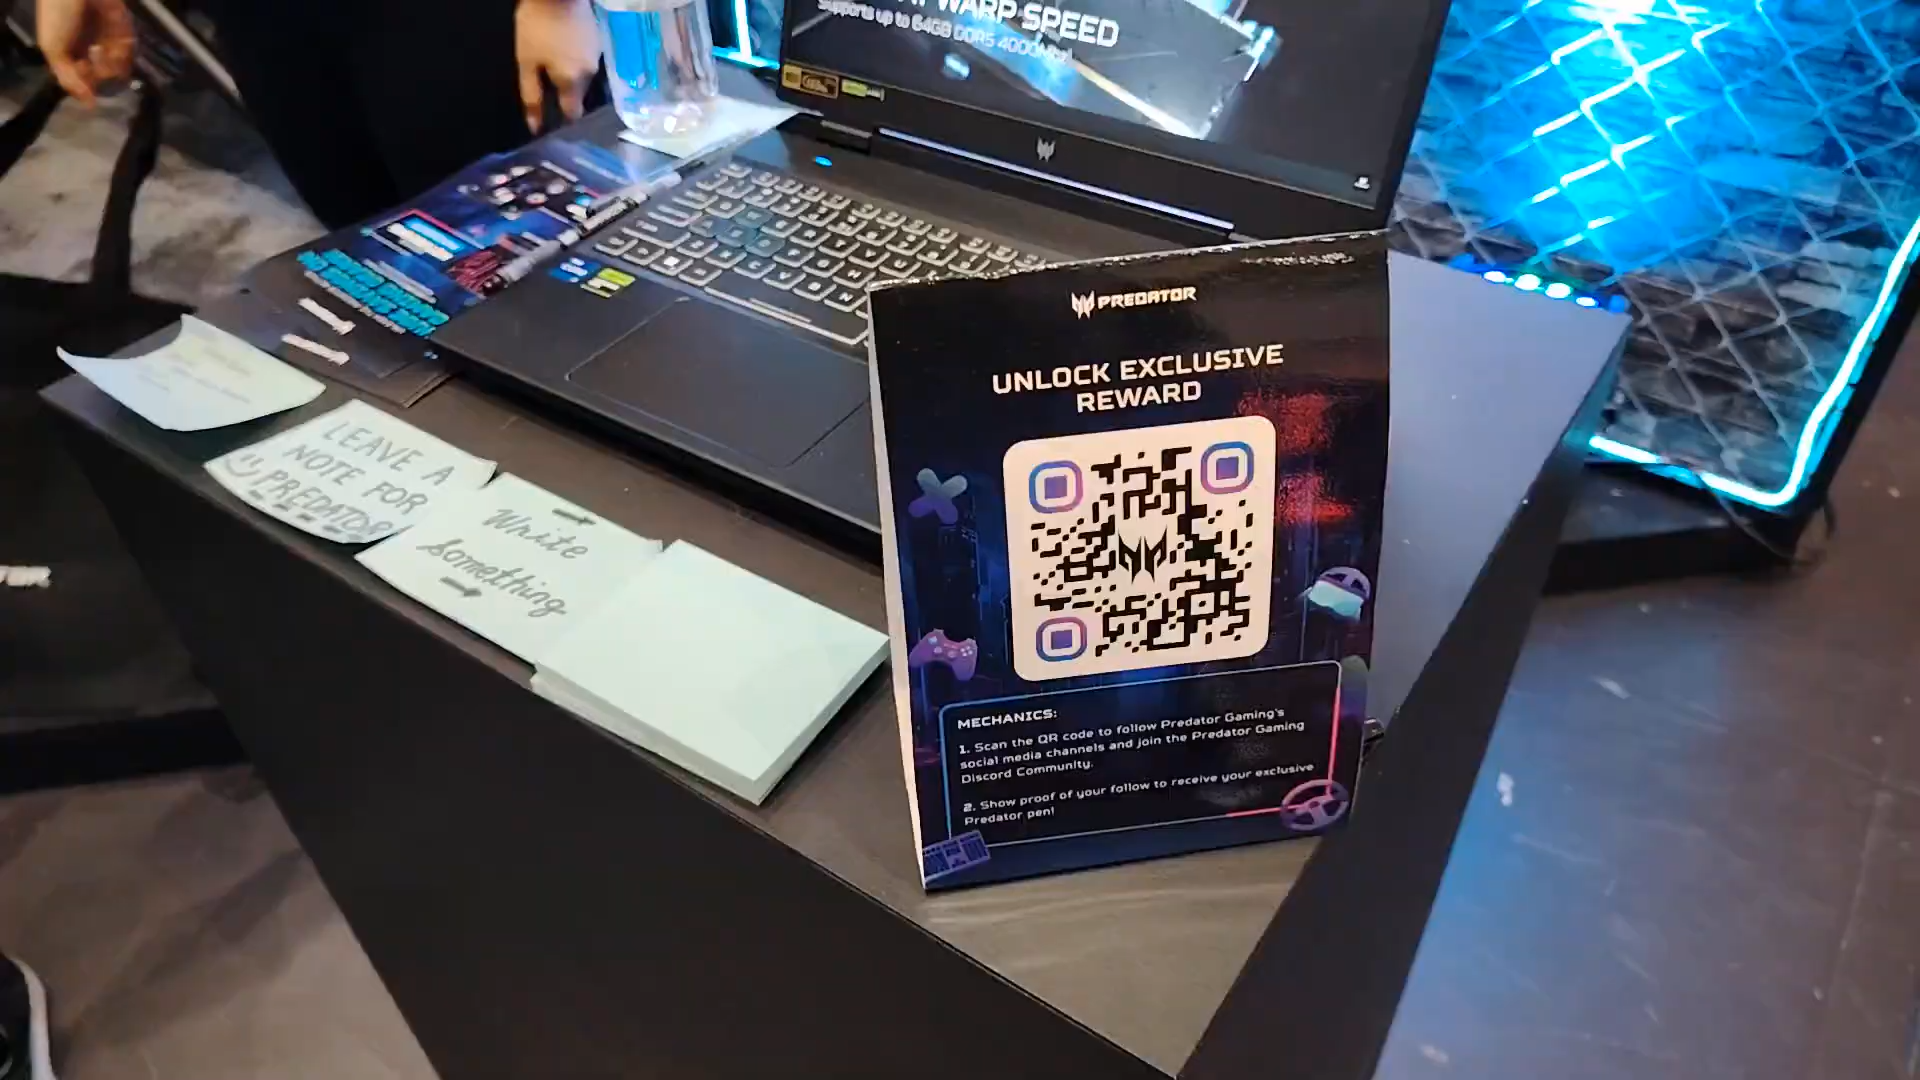 WARP SPEED
Supports up to 64GB DDR5 4000MHz
PREDATOR
UNLOCK EXCLUSIVE
REWARD
MECHANICS:
1. Scan the QR code to follow Predator Gaming's
social media channels and join the Predator Gaming
Discord Community.
2. Show proof of your follow to receive your exclusive
Predator pen!
LEAVE A
NOTE FOR
PREDATOR!
Write
Something